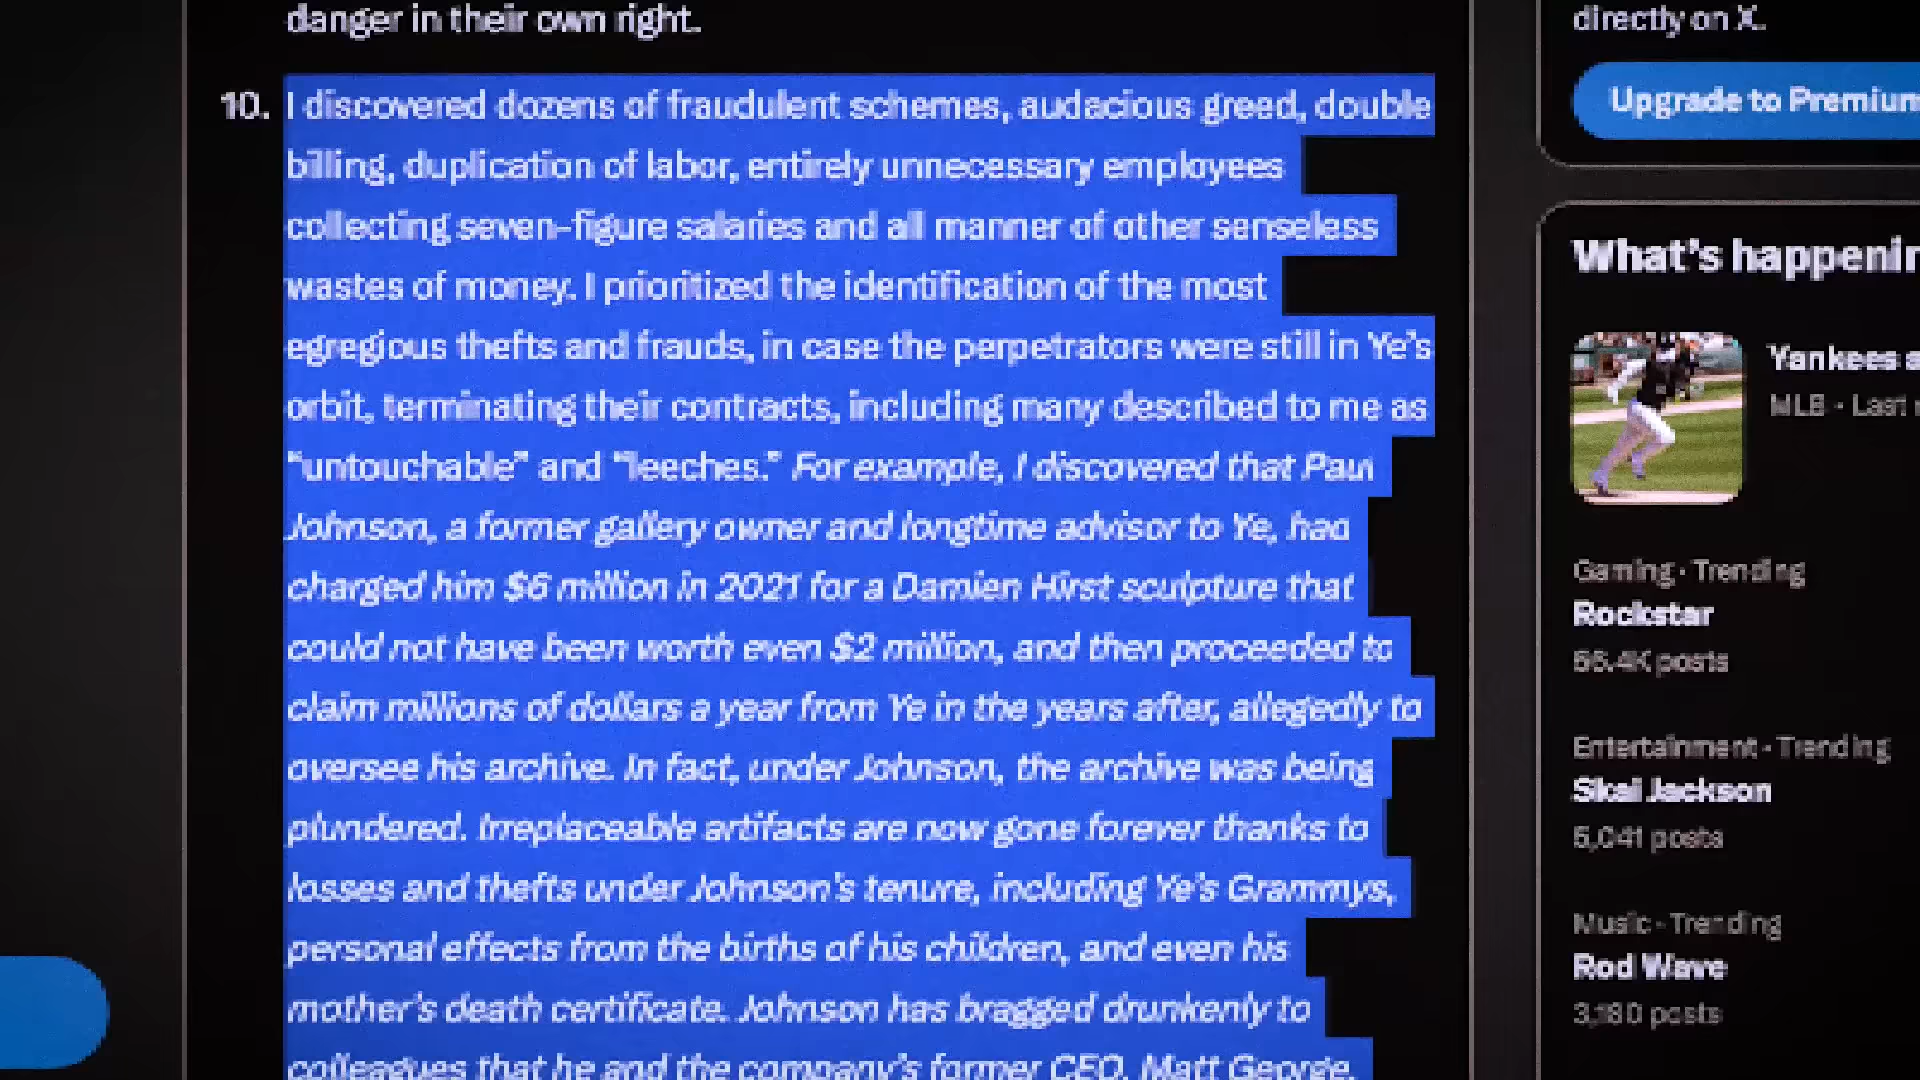 danger in their own right.
10. I discovered dozens of fraudulent schemes, audacious greed, double
billing, duplication of labor, entirely unnecessary employees
collecting seven-figure salaries and all manner of other senseless
wastes of money. I prioritized the identification of the most
egregious thefts and frauds, in case the perpetrators were still in Ye’s
orbit, terminating their contracts, including many described to me as
“untouchable” and “leeches.” For example, I discovered that Paul
Johnson, a former gallery owner and longtime advisor to Ye, had
charged him $6 million in 2021 for a Damien Hirst sculpture that
could not have been worth even $2 million, and then proceeded to
claim millions of dollars a year from Ye in the years after, allegedly to
oversee his archive. In fact, under Johnson, the archive was being
plundered. Irreplaceable artifacts are now gone forever thanks to
losses and thefts under Johnson’s tenure, including Ye’s Grammys,
personal effects from the births of his children, and even his
mother’s death certificate. Johnson has bragged drunkenly to
colleagues that he and the company’s former CEO, Matt George,
directly on X.
Upgrade to Premium
What’s happenin
Yankees
MLB · Last
Gaming · Trending
Rockstar
posts
Entertainment · Trending
Skai Jackson
5,041 posts
Music · Trending
Rod Wave
3,180 posts